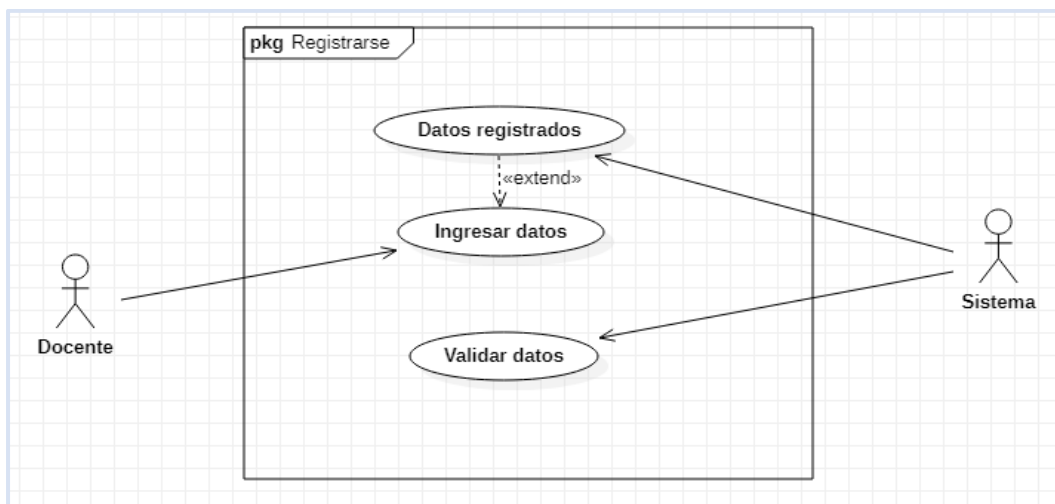 pkg Registrarse
Datos registrados
«extend»
Ingresar datos
Docente
Sistema
Validar datos